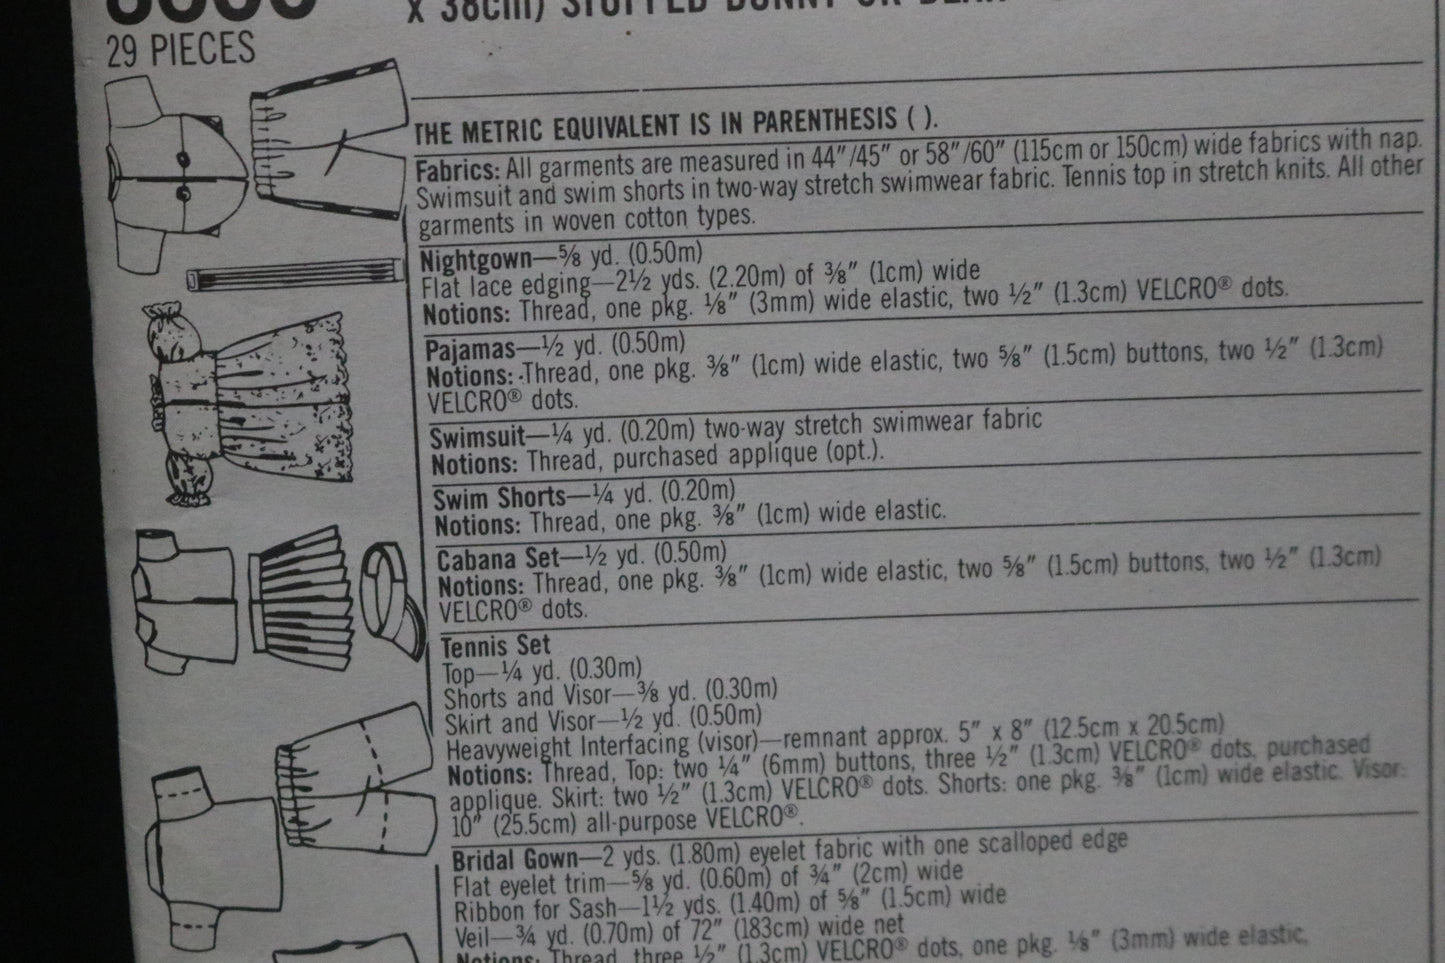 29 PIECES
x 38cm) STUFFED BUNNY OR BEAR
THE METRIC EQUIVALENT IS IN PARENTHESIS ( ).
Fabrics: All garments are measured in 44"/45" or 58"/60" (115cm or 150cm) wide fabrics with nap.
Swimsuit and swim shorts in two-way stretch swimwear fabric. Tennis top in stretch knits. All other
garments in woven cotton types.
Nightgown—⅝ yd. (0.50m)
Flat lace edging—2½ yds. (2.20m) of ⅜" (1cm) wide
Notions: Thread, one pkg. ⅛" (3mm) wide elastic, two ½" (1.3cm) VELCRO® dots.
Pajamas—½ yd. (0.50m)
Notions: Thread, one pkg. ⅜" (1cm) wide elastic, two ⅝" (1.5cm) buttons, two ½" (1.3cm)
VELCRO® dots.
Swimsuit—¼ yd. (0.20m) two-way stretch swimwear fabric
Notions: Thread, purchased applique (opt.).
Swim Shorts—¼ yd. (0.20m)
Notions: Thread, one pkg. ⅜" (1cm) wide elastic.
Cabana Set—½ yd. (0.50m)
Notions: Thread, one pkg. ⅜" (1cm) wide elastic, two ⅝" (1.5cm) buttons, two ½" (1.3cm)
VELCRO® dots.
Tennis Set
Top—¼ yd. (0.30m)
Shorts and Visor—⅜ yd. (0.30m)
Skirt and Visor—½ yd. (0.50m)
Heavyweight Interfacing (visor)—remnant approx. 5" x 8" (12.5cm x 20.5cm)
Notions: Thread, Top: two ¼" (6mm) buttons, three ½" (1.3cm) VELCRO® dots, purchased
applique. Skirt: two ½" (1.3cm) VELCRO® dots. Shorts: one pkg. ⅜" (1cm) wide elastic. Visor:
10" (25.5cm) all-purpose VELCRO®.
Bridal Gown—2 yds. (1.80m) eyelet fabric with one scalloped edge
Flat eyelet trim—⅝ yd. (0.60m) of ¾" (2cm) wide
Ribbon for Sash—1½ yds. (1.40m) of ⅝" (1.5cm) wide
Veil—¾ yd. (0.70m) of 72" (183cm) wide net
Notions: Thread, three ½" (1.3cm) VELCRO® dots, one pkg. ⅛" (3mm) wide elastic,